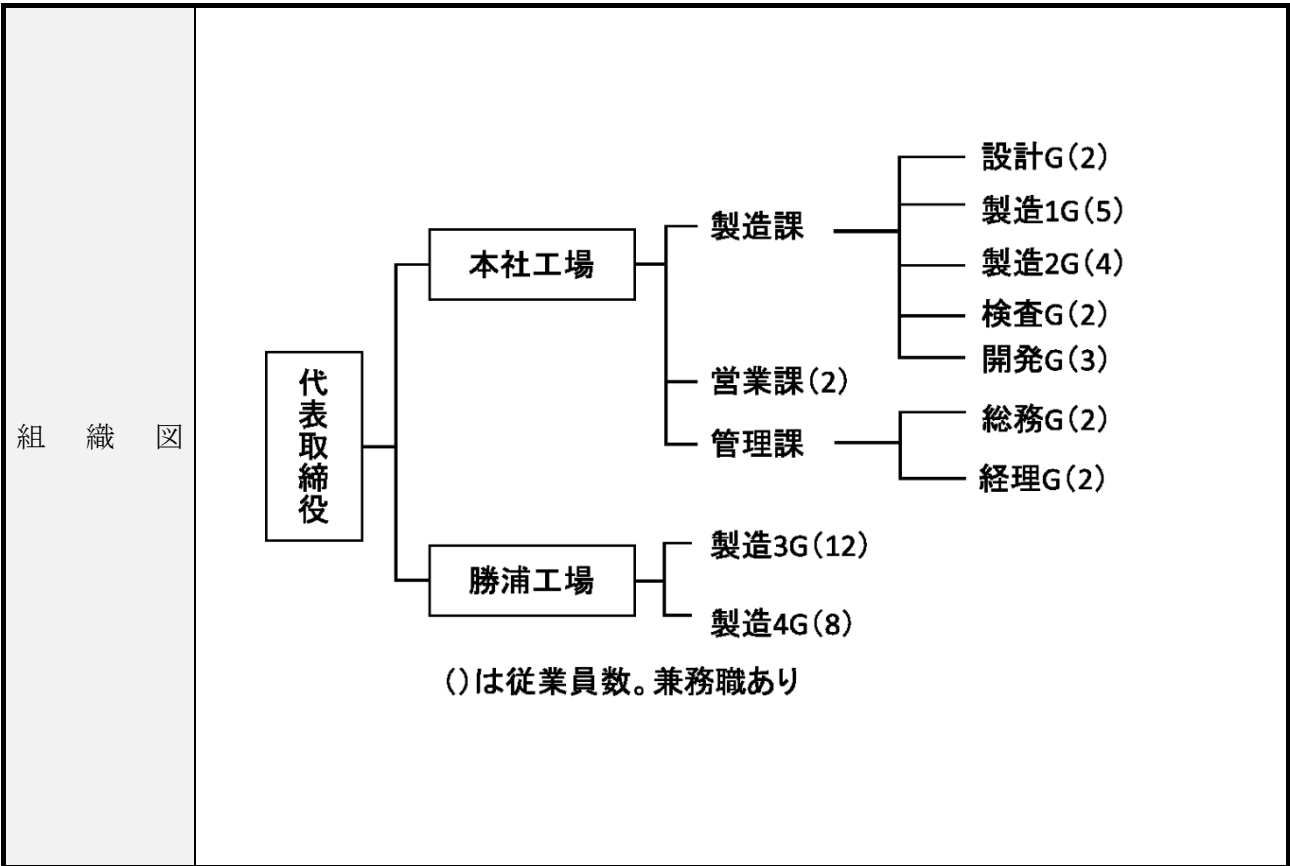 組織図
代表取締役
本社工場
製造課
設計G(2)
製造1G(5)
製造2G(4)
検査G(2)
開発G(3)
営業課(2)
管理課
総務G(2)
経理G(2)
勝浦工場
製造3G(12)
製造4G(8)
()は従業員数。兼務職あり